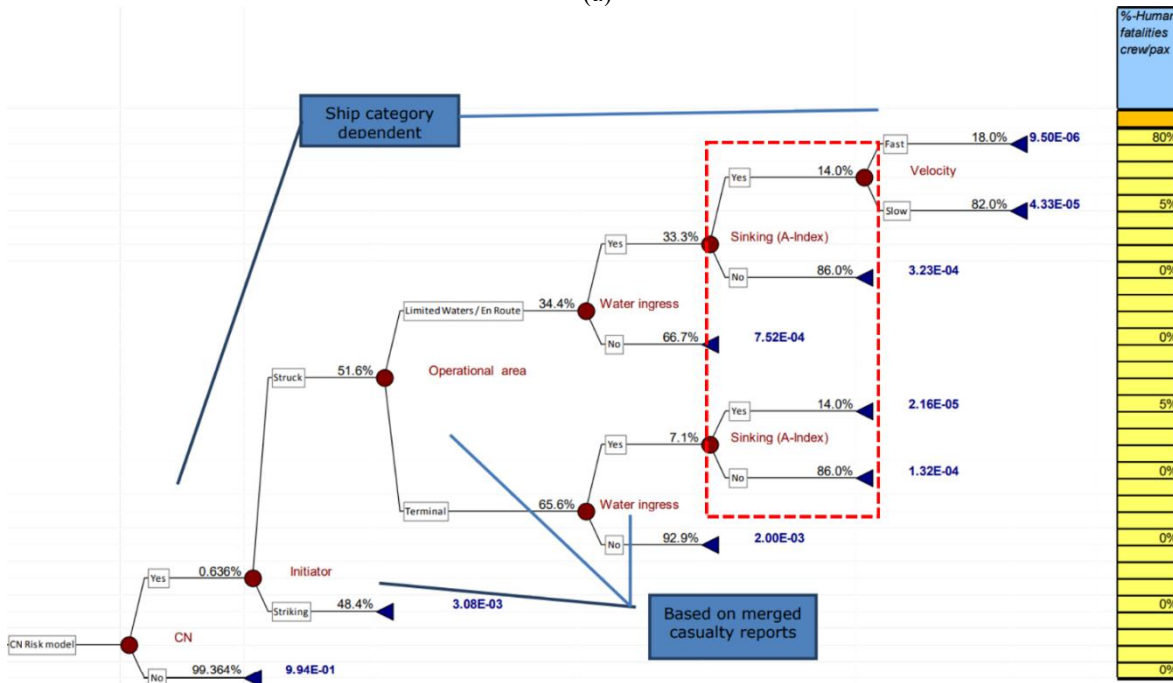 %-Human
fatalities
crew/pax
Ship category
dependent
Fast 18.0% 9.50E-06 80%
Yes 14.0% Velocity
Slow 82.0% 4.33E-05 5%
Yes 33.3% Sinking (A-Index)
No 86.0% 3.23E-04 0%
Limited Waters / En Route 34.4% Water ingress
No 66.7% 7.52E-04 0%
Struck 51.6% Operational area
Yes 14.0% 2.16E-05 5%
Yes 7.1% Sinking (A-Index)
No 86.0% 1.32E-04 0%
Terminal 65.6% Water ingress
No 92.9% 2.00E-03 0%
Yes 0.636% Initiator
Striking 48.4% 3.08E-03 0%
Based on merged
casualty reports
CN Risk model CN
No 99.364% 9.94E-01 0%